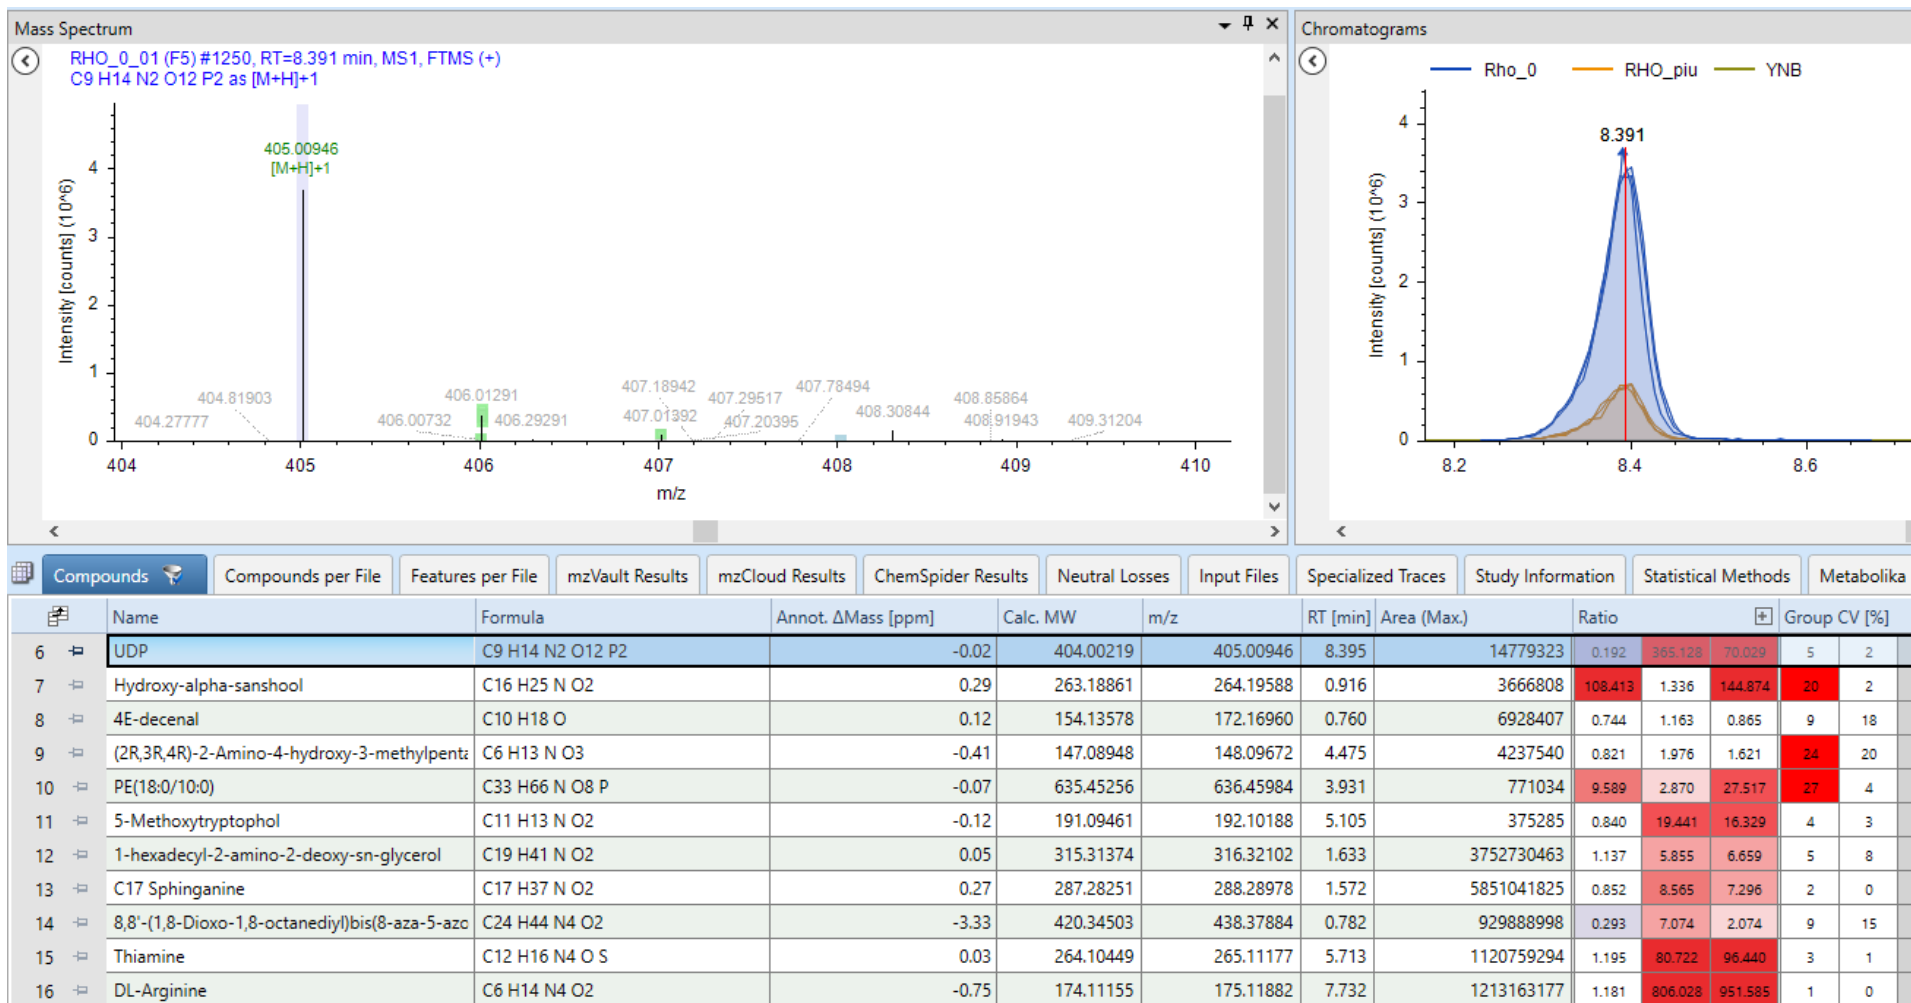 Mass Spectrum
RHO_0_01 (F5) #1250, RT=8.391 min, MS1, FTMS (+)
C9 H14 N2 O12 P2 as [M+H]+1
405.00946
[M+H]+1
Intensity [counts] (10^6)
4
3
2
1
0
404.27777
404.81903
406.00732
406.01291
406.29291
407.18942
407.01392
407.29517
407.20395
407.78494
408.30844
408.85864
408.91943
409.31204
404 405 406 407 408 409 410
m/z
Chromatograms
Rho_0 RHO_piu YNB
8.391
Intensity [counts] (10^6)
4
3
2
1
0
8.2 8.4 8.6
Compounds Compounds per File Features per File mzVault Results mzCloud Results ChemSpider Results Neutral Losses Input Files Specialized Traces Study Information Statistical Methods Metabolika
Name Formula Annot. ΔMass [ppm] Calc. MW m/z RT [min] Area (Max.) Ratio Group CV [%]
6 UDP C9 H14 N2 O12 P2 -0.02 404.00219 405.00946 8.395 14779323 0.192 365.128 70.029 5 2
7 Hydroxy-alpha-sanshool C16 H25 N O2 0.29 263.18861 264.19588 0.916 3666808 108.413 1.336 144.874 20 2
8 4E-decenal C10 H18 O 0.12 154.13578 172.16960 0.760 6928407 0.744 1.163 0.865 9 18
9 (2R,3R,4R)-2-Amino-4-hydroxy-3-methylpenta C6 H13 N O3 -0.41 147.08948 148.09672 4.475 4237540 0.821 1.976 1.621 24 20
10 PE(18:0/10:0) C33 H66 N O8 P -0.07 635.45256 636.45984 3.931 771034 9.589 2.870 27.517 27 4
11 5-Methoxytryptophol C11 H13 N O2 -0.12 191.09461 192.10188 5.105 375285 0.840 19.441 16.329 4 3
12 1-hexadecyl-2-amino-2-deoxy-sn-glycerol C19 H41 N O2 0.05 315.31374 316.32102 1.633 3752730463 1.137 5.855 6.659 5 8
13 C17 Sphinganine C17 H37 N O2 0.27 287.28251 288.28978 1.572 5851041825 0.852 8.565 7.296 2 0
14 8,8'-(1,8-Dioxo-1,8-octanediyl)bis(8-aza-5-azo C24 H44 N4 O2 -3.33 420.34503 438.37884 0.782 929888998 0.293 7.074 2.074 9 15
15 Thiamine C12 H16 N4 O S 0.03 264.10449 265.11177 5.713 1120759294 1.195 80.722 96.440 3 1
16 DL-Arginine C6 H14 N4 O2 -0.75 174.11155 175.11882 7.732 1213163177 1.181 806.028 951.585 1 0